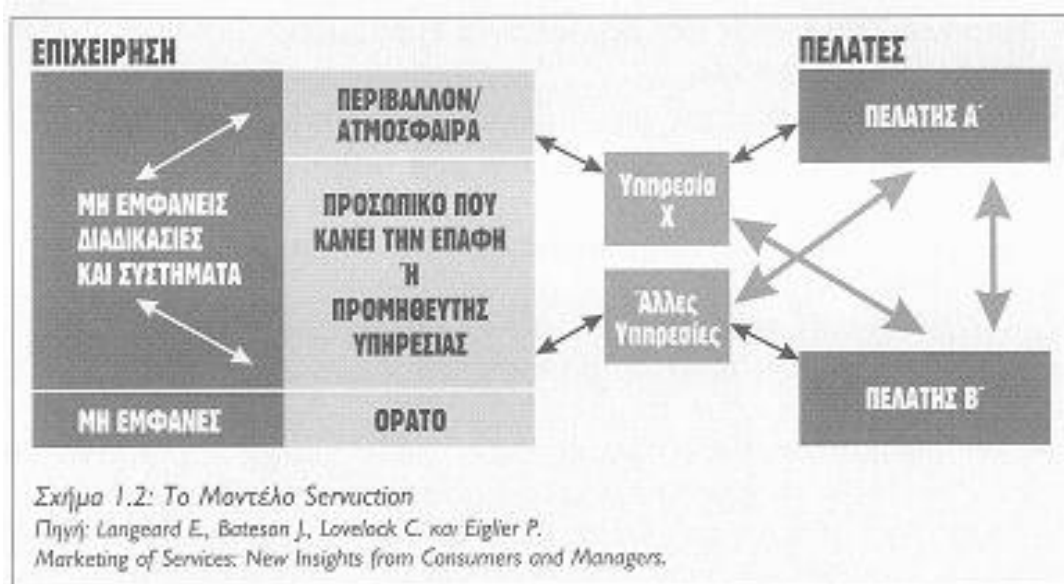 ΕΠΙΧΕΙΡΗΣΗ
ΠΕΛΑΤΕΣ
ΜΗ ΕΜΦΑΝΕΙΣ
ΔΙΑΔΙΚΑΣΙΕΣ
ΚΑΙ ΣΥΣΤΗΜΑΤΑ
ΠΕΡΙΒΑΛΛΟΝ/
ΑΤΜΟΣΦΑΙΡΑ
ΠΡΟΣΩΠΙΚΟ ΠΟΥ
ΚΑΝΕΙ ΤΗΝ ΕΠΑΦΗ
Ή
ΠΡΟΜΗΘΕΥΤΗΣ
ΥΠΗΡΕΣΙΑΣ
ΜΗ ΕΜΦΑΝΕΣ
ΟΡΑΤΟ
Υπηρεσία
Χ
Άλλες
Υπηρεσίες
ΠΕΛΑΤΗΣ Α΄
ΠΕΛΑΤΗΣ Β΄
Σχήμα 1.2: Το Μοντέλο Servuction
Πηγή: Langeard E., Bateson J., Lovelock C. και Eiglier P.
Marketing of Services: New Insights from Consumers and Managers.